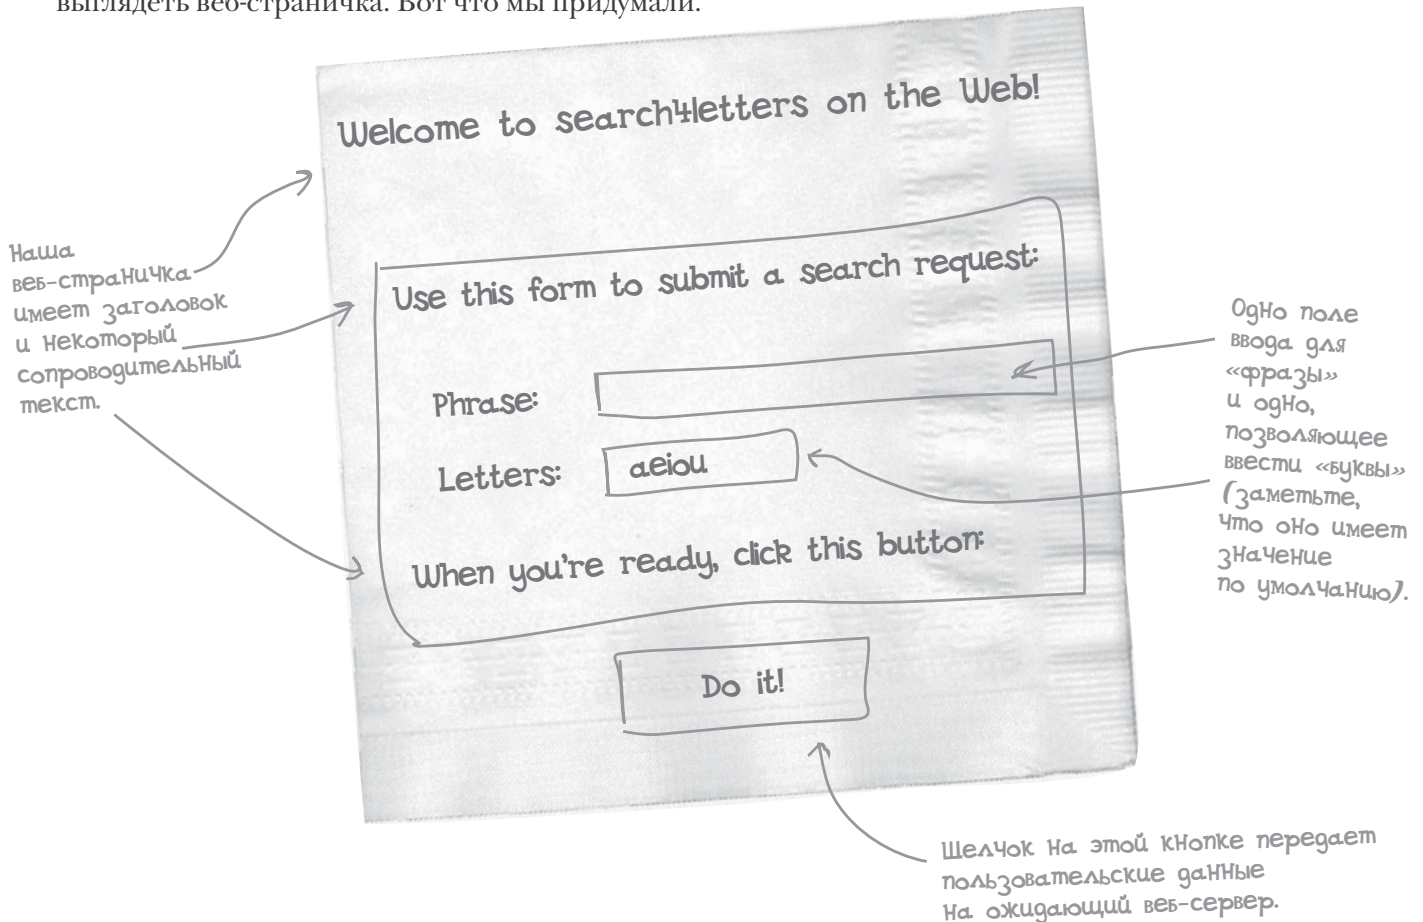 выглядеть веб-страничка. Вот что мы придумали.
Welcome to search4letters on the Web!
Наша
веб-страничка
имеет заголовок
и некоторый
сопроводительный
текст.
Use this form to submit a search request:
Phrase:
Letters:
aeiou
When you're ready, click this button:
Do it!
Одно поле
ввода для
«фразы»
и одно,
позволяющее
ввести «буквы»
(заметьте,
что оно имеет
значение
по умолчанию).
Щелчок на этой кнопке передает
пользовательские данные
на ожидающий веб-сервер.